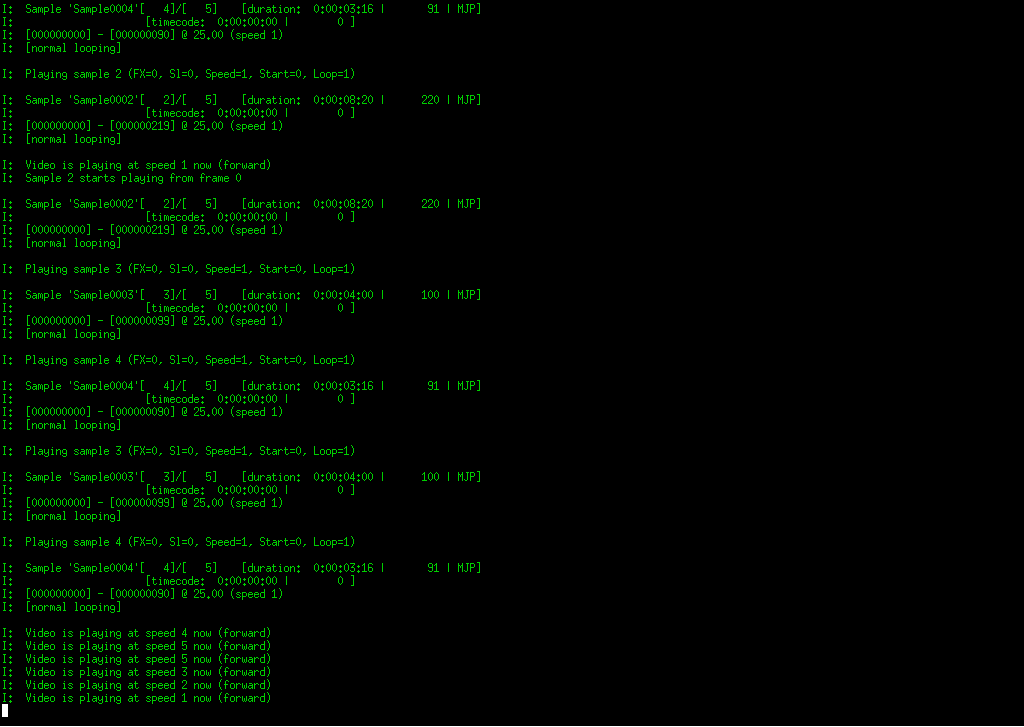 I:  Sample 'Sample0004'[   4]/[   5]    [duration:  0:00:03:16 |       91 | MJP]
I:                      [timecode:  0:00:00:00 |        0 ]
I:  [000000000] - [000000090] @ 25.00 (speed 1)
I:  [normal looping]
I:  Playing sample 2 (FX=0, Sl=0, Speed=1, Start=0, Loop=1)
I:  Sample 'Sample0002'[   2]/[   5]    [duration:  0:00:08:20 |      220 | MJP]
I:                      [timecode:  0:00:00:00 |        0 ]
I:  [000000000] - [000000219] @ 25.00 (speed 1)
I:  [normal looping]
I:  Video is playing at speed 1 now (forward)
I:  Sample 2 starts playing from frame 0
I:  Sample 'Sample0002'[   2]/[   5]    [duration:  0:00:08:20 |      220 | MJP]
I:                      [timecode:  0:00:00:00 |        0 ]
I:  [000000000] - [000000219] @ 25.00 (speed 1)
I:  [normal looping]
I:  Playing sample 3 (FX=0, Sl=0, Speed=1, Start=0, Loop=1)
I:  Sample 'Sample0003'[   3]/[   5]    [duration:  0:00:04:00 |      100 | MJP]
I:                      [timecode:  0:00:00:00 |        0 ]
I:  [000000000] - [000000099] @ 25.00 (speed 1)
I:  [normal looping]
I:  Playing sample 4 (FX=0, Sl=0, Speed=1, Start=0, Loop=1)
I:  Sample 'Sample0004'[   4]/[   5]    [duration:  0:00:03:16 |       91 | MJP]
I:                      [timecode:  0:00:00:00 |        0 ]
I:  [000000000] - [000000090] @ 25.00 (speed 1)
I:  [normal looping]
I:  Playing sample 3 (FX=0, Sl=0, Speed=1, Start=0, Loop=1)
I:  Sample 'Sample0003'[   3]/[   5]    [duration:  0:00:04:00 |      100 | MJP]
I:                      [timecode:  0:00:00:00 |        0 ]
I:  [000000000] - [000000099] @ 25.00 (speed 1)
I:  [normal looping]
I:  Playing sample 4 (FX=0, Sl=0, Speed=1, Start=0, Loop=1)
I:  Sample 'Sample0004'[   4]/[   5]    [duration:  0:00:03:16 |       91 | MJP]
I:                      [timecode:  0:00:00:00 |        0 ]
I:  [000000000] - [000000090] @ 25.00 (speed 1)
I:  [normal looping]
I:  Video is playing at speed 4 now (forward)
I:  Video is playing at speed 5 now (forward)
I:  Video is playing at speed 5 now (forward)
I:  Video is playing at speed 3 now (forward)
I:  Video is playing at speed 2 now (forward)
I:  Video is playing at speed 1 now (forward)